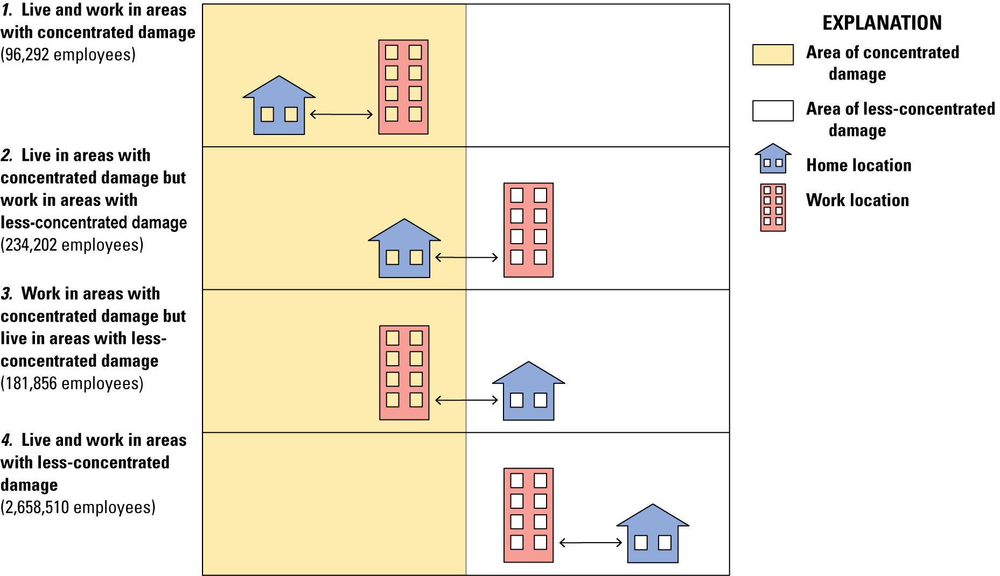 1. Live and work in areas
with concentrated damage
(96,292 employees)
2. Live in areas with
concentrated damage but
work in areas with
less-concentrated damage
(234,202 employees)
3. Work in areas with
concentrated damage but
live in areas with less-
concentrated damage
(181,856 employees)
4. Live and work in areas
with less-concentrated
damage
(2,658,510 employees)
EXPLANATION
Area of concentrated
damage
Area of less-concentrated
damage
Home location
Work location